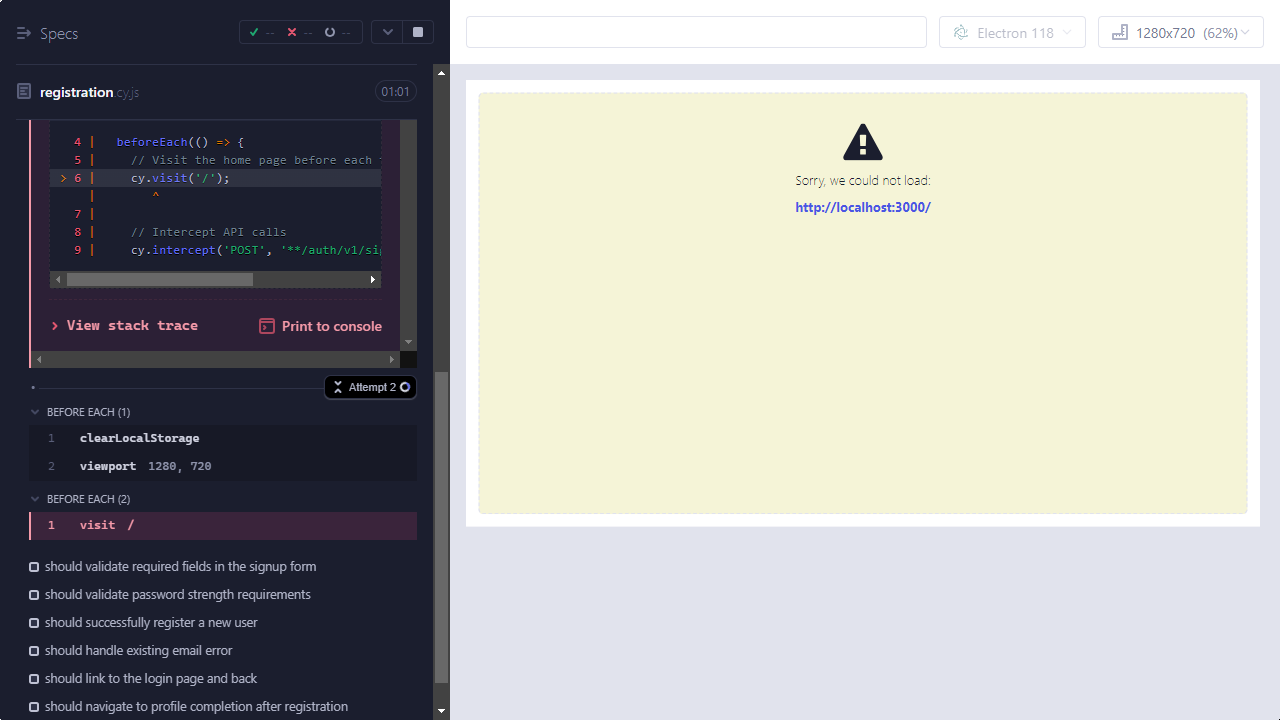 Specs
--
--
--
Electron 118
1280x720 (62%)
registration.cy.js
01:01
4 | beforeEach(() => {
5 | // Visit the home page before each
> 6 | cy.visit('/');
| ^
7 |
8 | // Intercept API calls
9 | cy.intercept('POST', '**/auth/v1/sig
View stack trace
Print to console
Attempt 2
BEFORE EACH (1)
1 clearLocalStorage
2 viewport 1280, 720
BEFORE EACH (2)
1 visit /
should validate required fields in the signup form
should validate password strength requirements
should successfully register a new user
should handle existing email error
should link to the login page and back
should navigate to profile completion after registration
Sorry, we could not load:
http://localhost:3000/